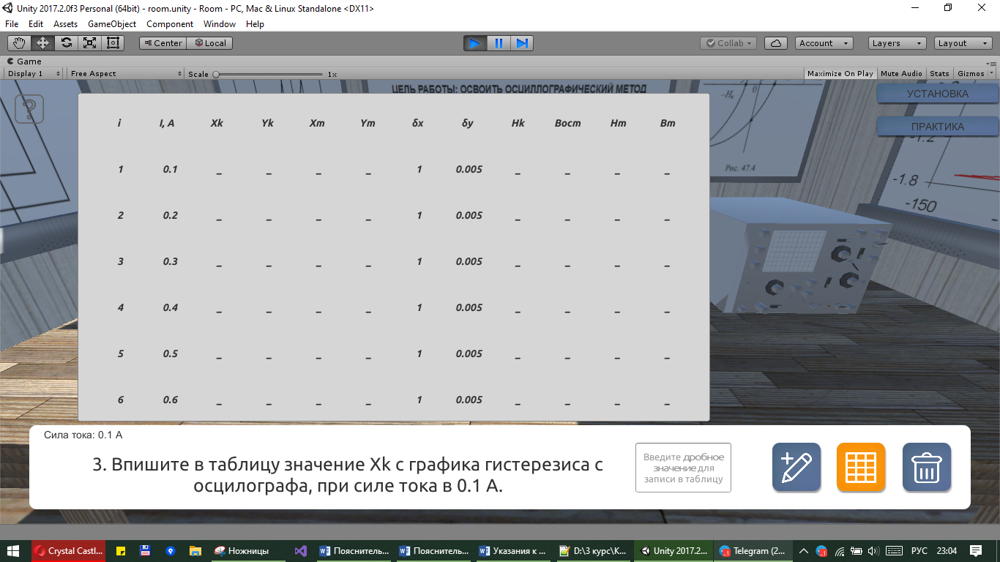 Unity 2017.2.0f3 Personal (64bit) - room.unity - Room - PC, Mac & Linux Standalone <DX11>
File Edit Assets GameObject Component Window Help
Center Local Collab Account Layers Layout
Game
Display 1 Free Aspect Scale 1x Maximize On Play Mute Audio Stats Gizmos
ЦЕЛЬ РАБОТЫ: ОСВОИТЬ ОСЦИЛЛОГРАФИЧЕСКИЙ МЕТОД
?
УСТАНОВКА
ПРАКТИКА
-Hк 0
Рис. 47.4
-1.2
-1.8
-150
i I, A Xk Yk Xm Ym δx δy Hk Вост Hm Bm
1 0.1 _ _ _ _ 1 0.005 _ _ _ _
2 0.2 _ _ _ _ 1 0.005 _ _ _ _
3 0.3 _ _ _ _ 1 0.005 _ _ _ _
4 0.4 _ _ _ _ 1 0.005 _ _ _ _
5 0.5 _ _ _ _ 1 0.005 _ _ _ _
6 0.6 _ _ _ _ 1 0.005 _ _ _ _
Сила тока: 0.1 А
3. Впишите в таблицу значение Xk с графика гистерезиса с
осцилографа, при силе тока в 0.1 А.
Введите дробное
значение для
записи в таблицу
Crystal Castl... Ножницы Пояснитель... Пояснитель... Указания к ... D:\3 курс\К... Unity 2017.2... Telegram (2... РУС 23:04